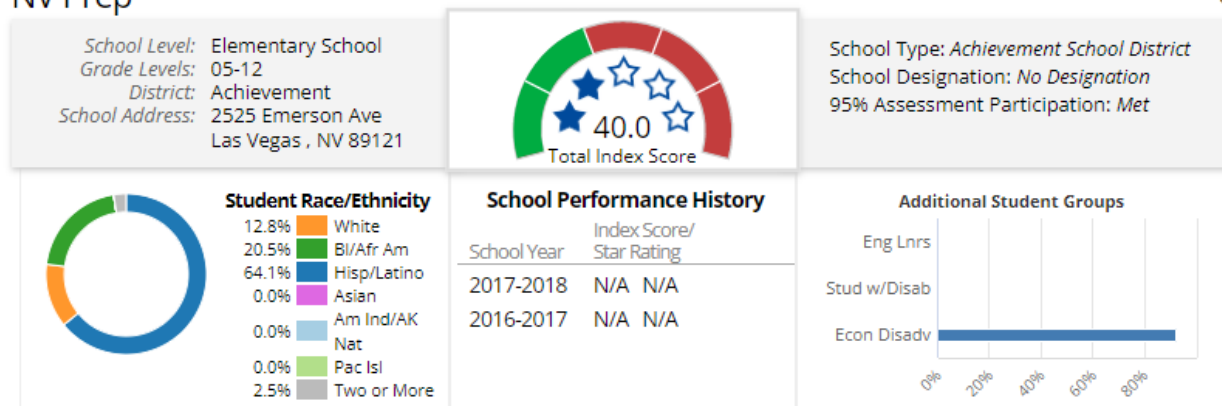 NV Prep
School Level: Elementary School
Grade Levels: 05-12
District: Achievement
School Address: 2525 Emerson Ave
Las Vegas , NV 89121
40.0
Total Index Score
School Type: Achievement School District
School Designation: No Designation
95% Assessment Participation: Met
Student Race/Ethnicity
12.8% White
20.5% Bl/Afr Am
64.1% Hisp/Latino
0.0% Asian
0.0% Am Ind/AK
Nat
0.0% Pac Isl
2.5% Two or More
School Performance History
Index Score/
School Year Star Rating
2017-2018 N/A N/A
2016-2017 N/A N/A
Additional Student Groups
Eng Lnrs
Stud w/Disab
Econ Disadv
0% 20% 40% 60% 80%